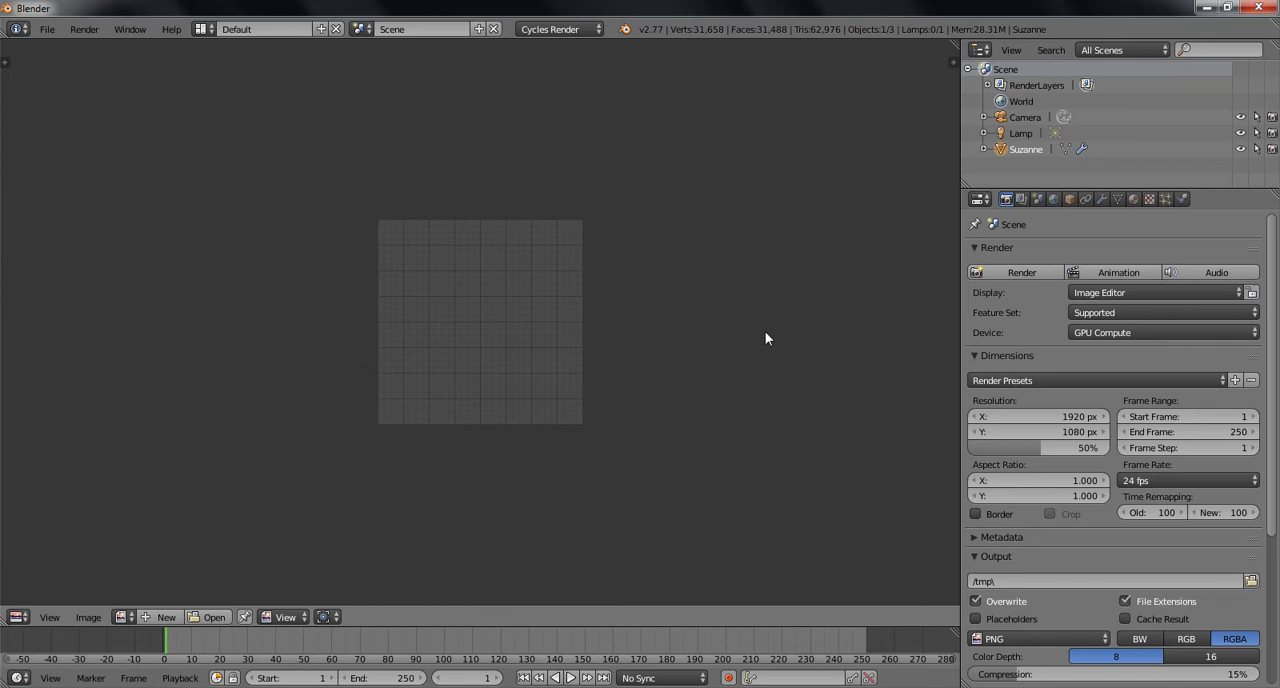 Blender
File Render Window Help Default Scene Cycles Render v2.77 | Verts:31,658 | Faces:31,488 | Tris:62,976 | Objects:1/3 | Lamps:0/1 | Mem:28.31M | Suzanne
View Search All Scenes
Scene
RenderLayers |
World
Camera |
Lamp |
Suzanne |
Scene
Render
Render Animation Audio
Display: Image Editor
Feature Set: Supported
Device: GPU Compute
Dimensions
Render Presets
Resolution: Frame Range:
X: 1920 px Start Frame: 1
Y: 1080 px End Frame: 250
50% Frame Step: 1
Aspect Ratio: Frame Rate:
X: 1.000 24 fps
Y: 1.000 Time Remapping:
Border Crop Old: 100 New: 100
Metadata
Output
/tmp\
Overwrite File Extensions
Placeholders Cache Result
PNG BW RGB RGBA
Color Depth: 8 16
Compression: 15%
View Image New Open View
-50 -40 -30 -20 -10 0 10 20 30 40 50 60 70 80 90 100 110 120 130 140 150 160 170 180 190 200 210 220 230 240 250 260 270 280
View Marker Frame Playback Start: 1 End: 250 1 No Sync